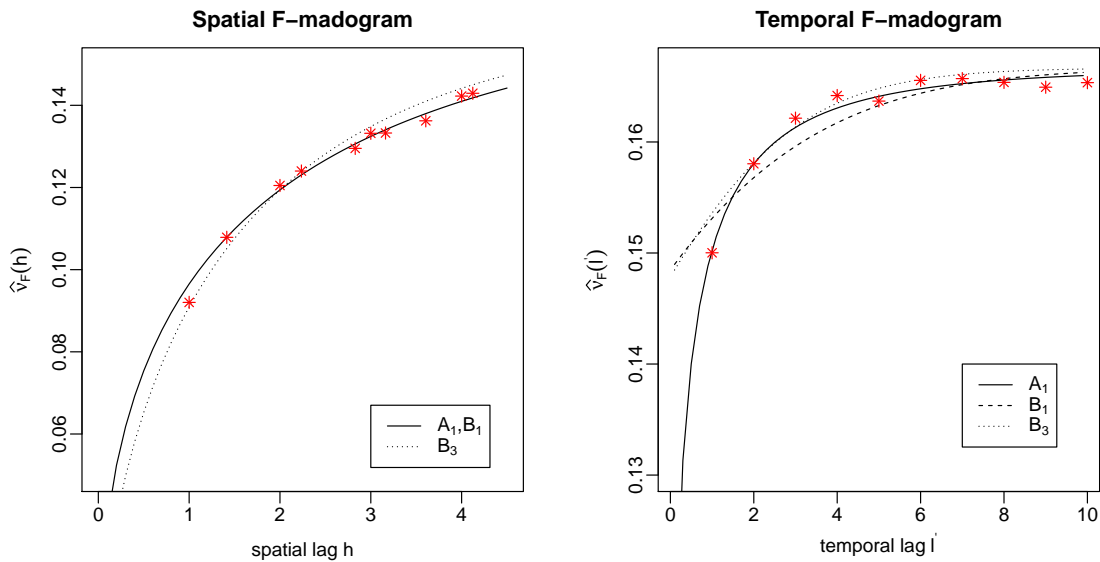 Spatial F−madogram
ν̂F(h)
0.14
0.12
0.10
0.08
0.06
0 1 2 3 4
spatial lag h
A1,B1
B3
Temporal F−madogram
ν̂F(l')
0.16
0.15
0.14
0.13
0 2 4 6 8 10
temporal lag l'
A1
B1
B3